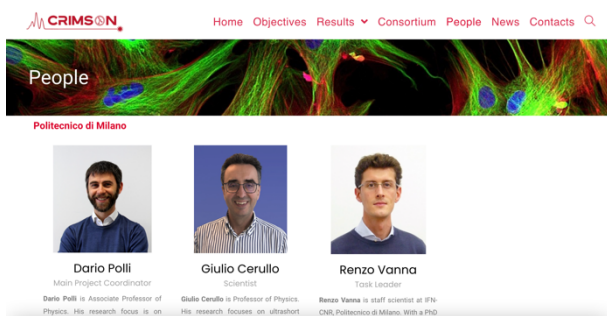 CRIMSON
Home Objectives Results Consortium People News Contacts
People
Politecnico di Milano
Dario Polli Giulio Cerullo Renzo Vanna
Main Project Coordinator Scientist Task Leader
Dario Polli is Associate Professor of Giulio Cerullo is Professor of Physics. Renzo Vanna is staff scientist at IFN-
Physics. His research focus is on His research focuses on ultrashort CNR, Politecnico di Milano. With a PhD